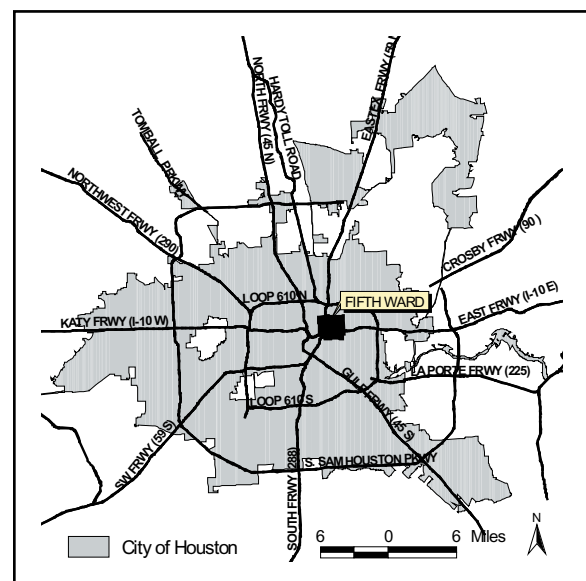 NORTH FRWY (45 N)
HARDY TOLL ROAD
EASTEX FRWY (59)
TOMBALL PRKWY
NORTHWEST FRWY (290)
CROSBY FRWY (90)
LOOP 610 N
FIFTH WARD
KATY FRWY (I-10 W)
EAST FRWY (I-10 E)
LA PORTE FRWY (225)
GULF FRWY (45 S)
LOOP 610 S
SW FRWY (59 S)
S. SAM HOUSTON PKWY
SOUTH FRWY (288)
City of Houston
6 0 6 Miles
N